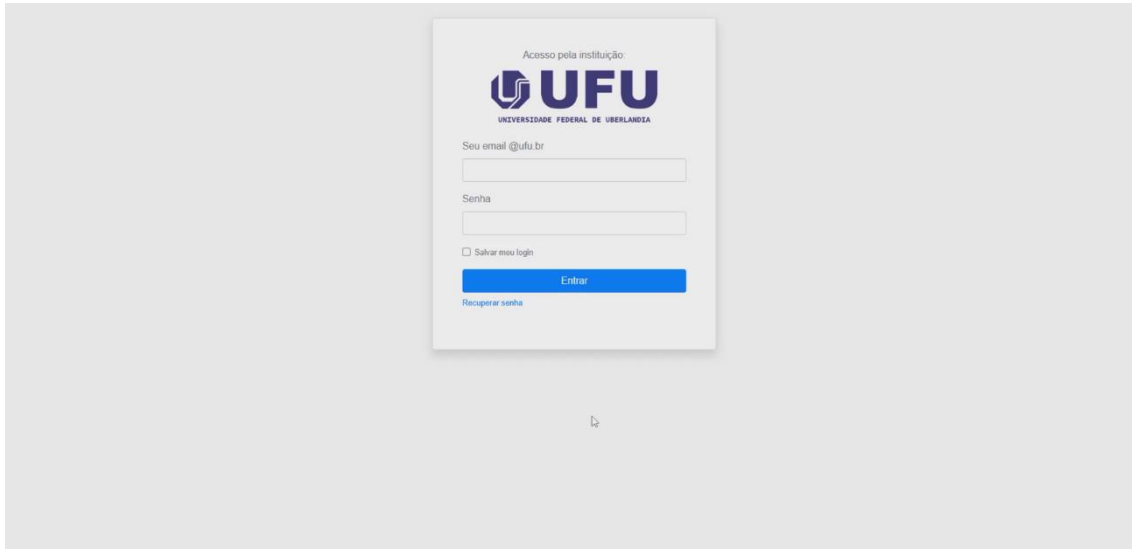 Acesso pela instituição:
UFU
UNIVERSIDADE FEDERAL DE UBERLANDIA
Seu email @ufu.br
Senha
Salvar meu login
Entrar
Recuperar senha